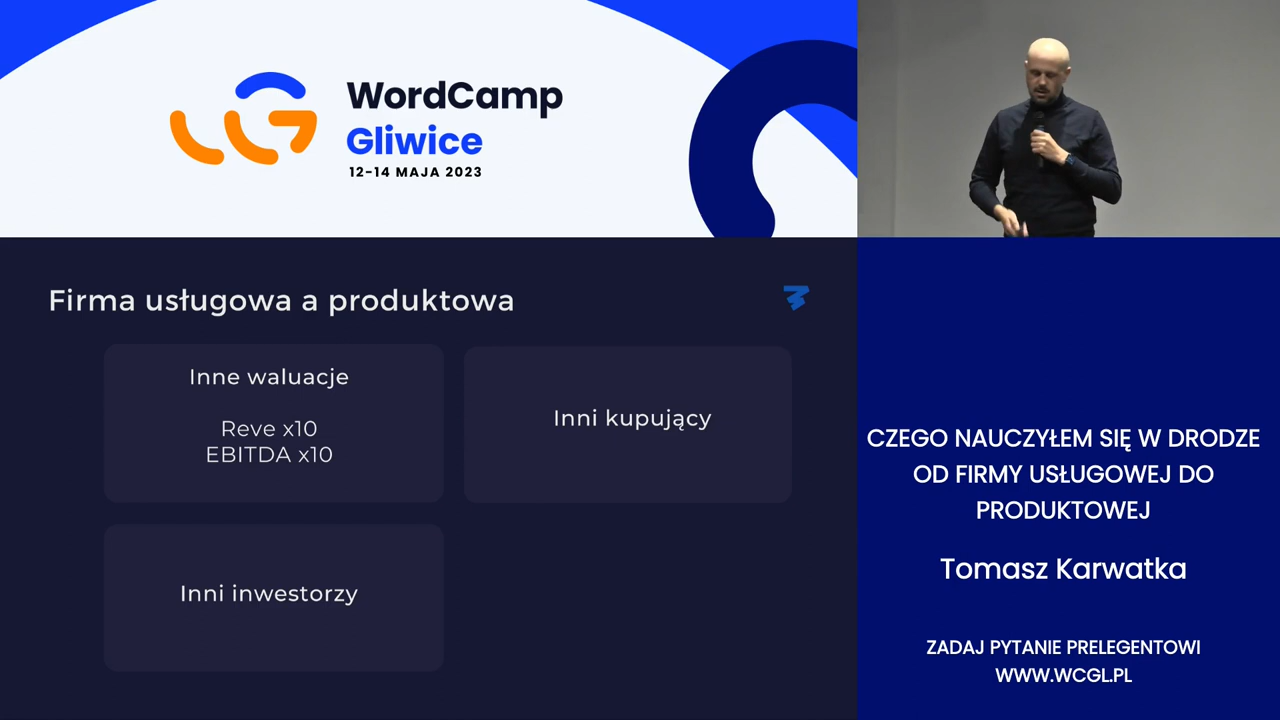 WordCamp
Gliwice
12-14 MAJA 2023
Firma usługowa a produktowa
Inne waluacje
Reve x10
EBITDA x10
Inni kupujący
Inni inwestorzy
CZEGO NAUCZYŁEM SIĘ W DRODZE
OD FIRMY USŁUGOWEJ DO
PRODUKTOWEJ
Tomasz Karwatka
ZADAJ PYTANIE PRELEGENTOWI
WWW.WCGL.PL